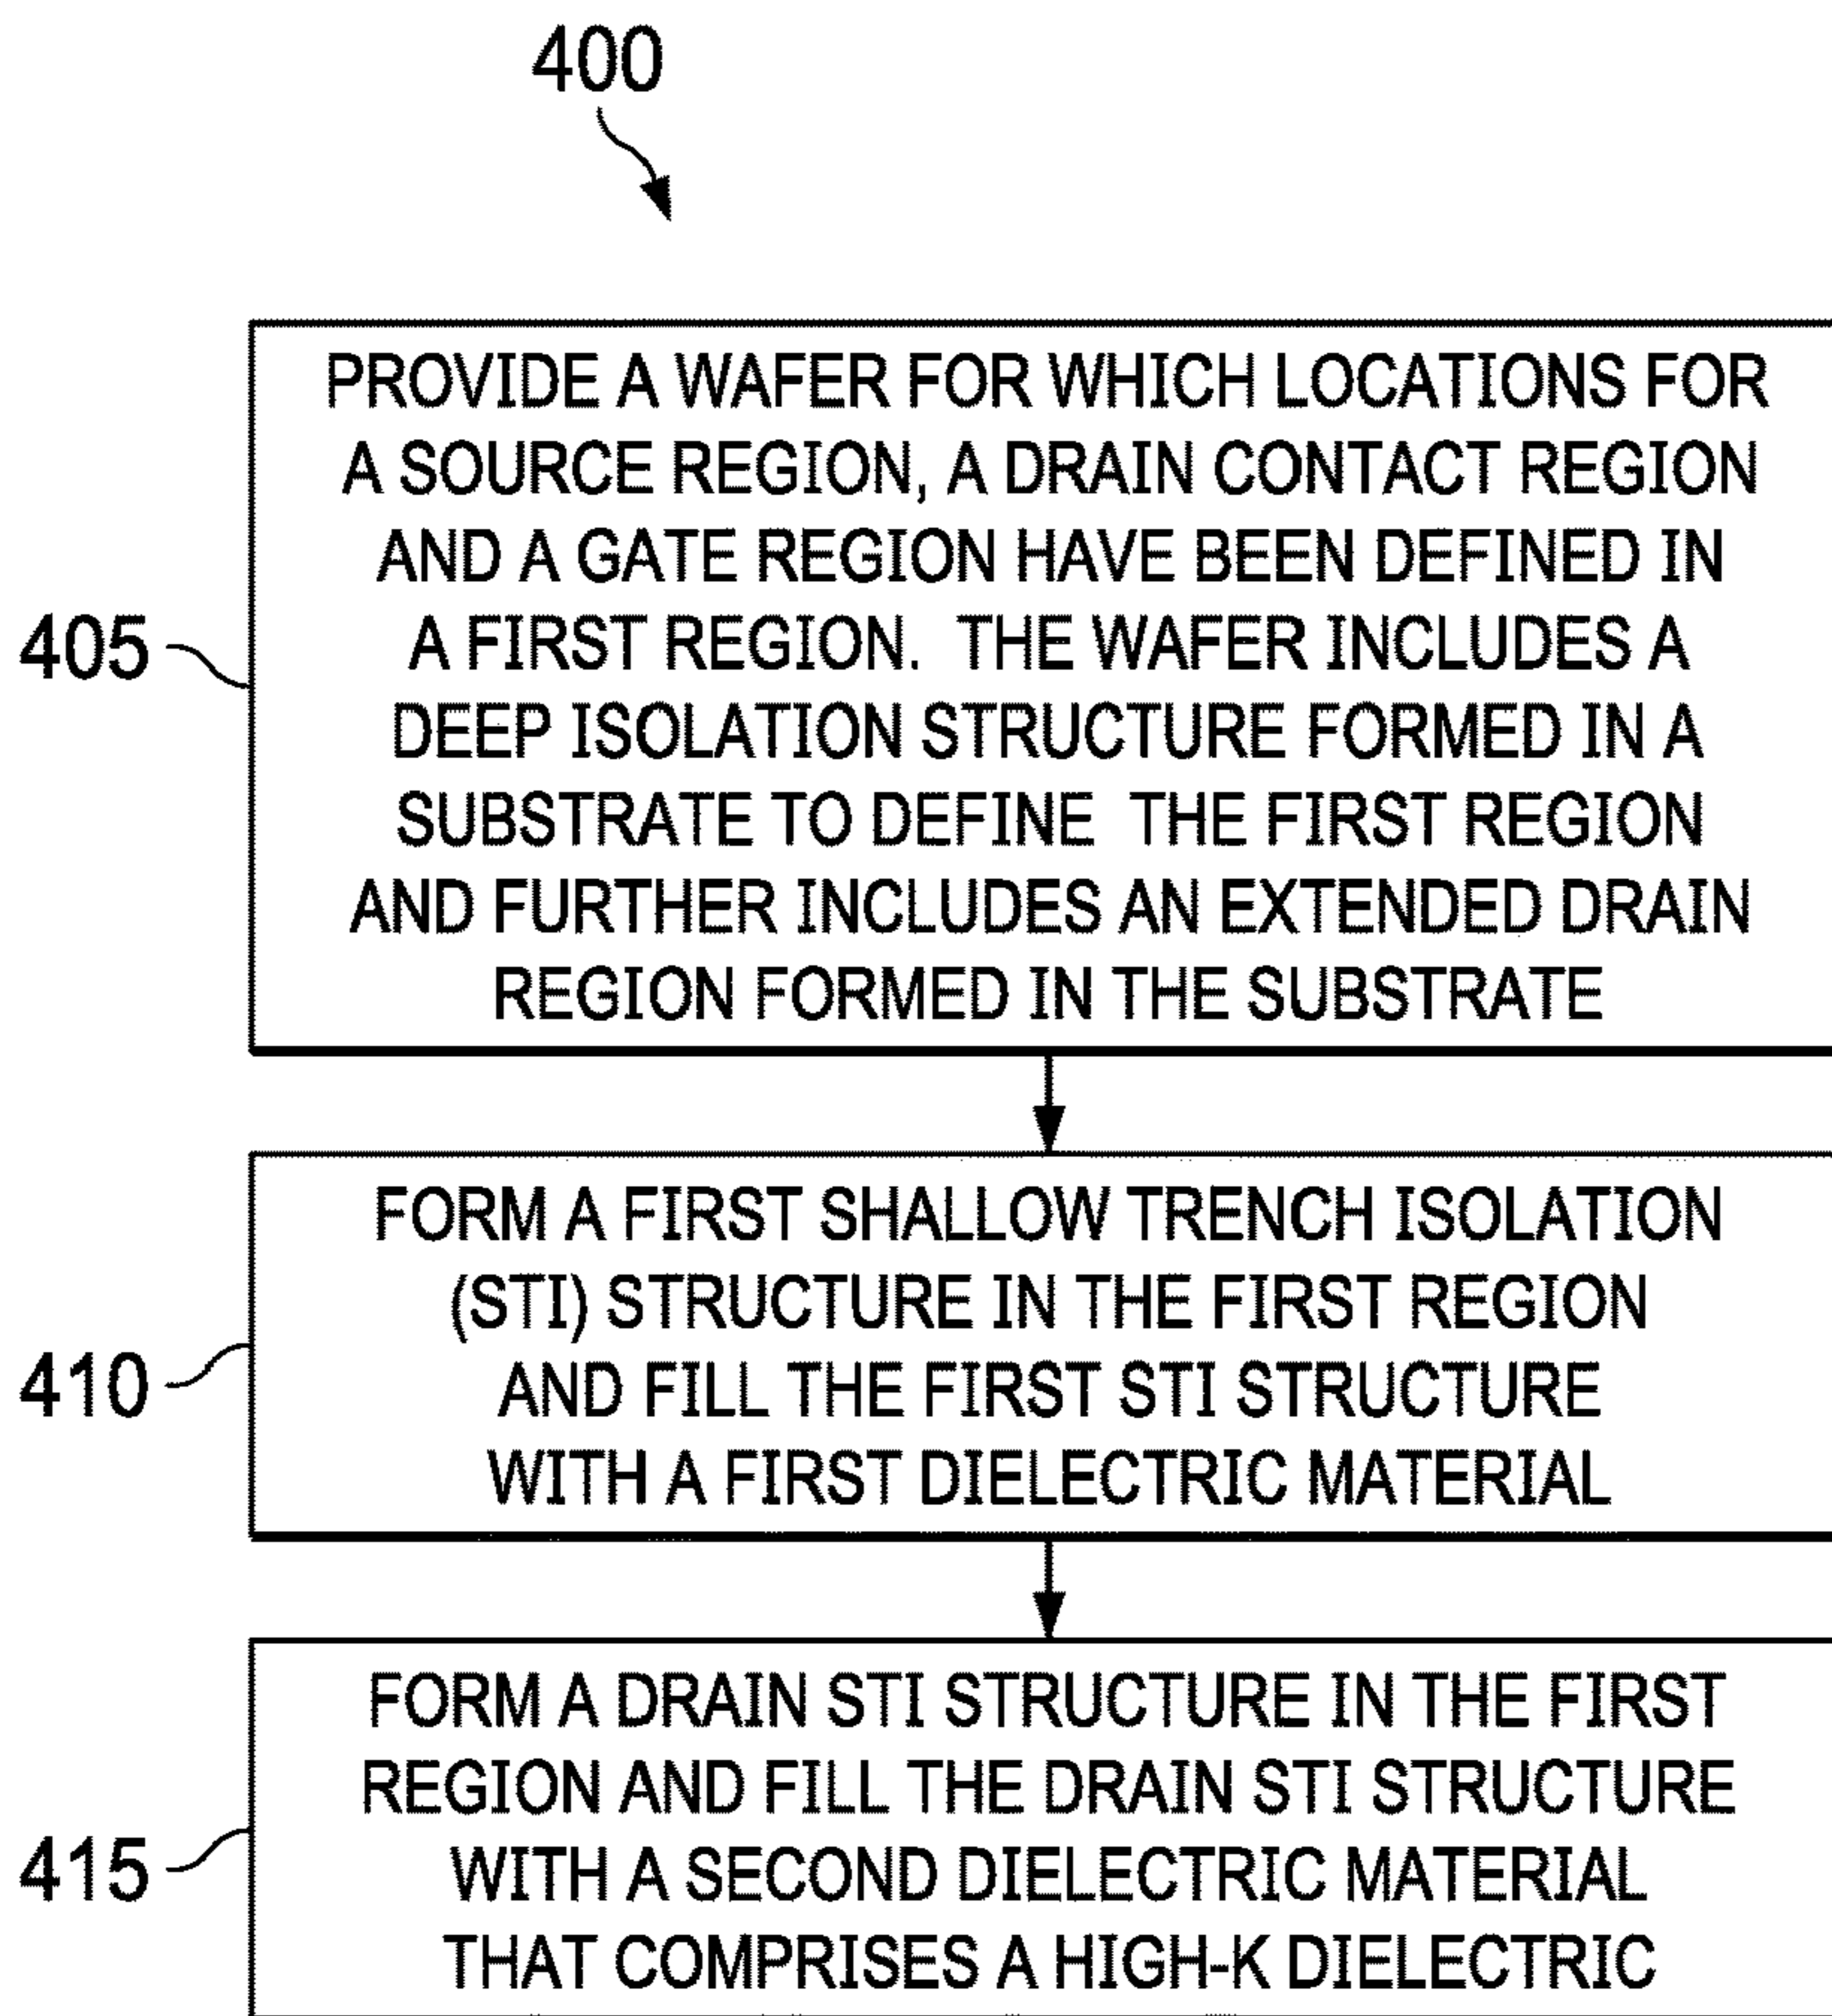 400
PROVIDE A WAFER FOR WHICH LOCATIONS FOR
A SOURCE REGION, A DRAIN CONTACT REGION
AND A GATE REGION HAVE BEEN DEFINED IN
A FIRST REGION. THE WAFER INCLUDES A
DEEP ISOLATION STRUCTURE FORMED IN A
SUBSTRATE TO DEFINE THE FIRST REGION
AND FURTHER INCLUDES AN EXTENDED DRAIN
REGION FORMED IN THE SUBSTRATE
405
FORM A FIRST SHALLOW TRENCH ISOLATION
(STI) STRUCTURE IN THE FIRST REGION
AND FILL THE FIRST STI STRUCTURE
WITH A FIRST DIELECTRIC MATERIAL
410
FORM A DRAIN STI STRUCTURE IN THE FIRST
REGION AND FILL THE DRAIN STI STRUCTURE
WITH A SECOND DIELECTRIC MATERIAL
THAT COMPRISES A HIGH-K DIELECTRIC
415